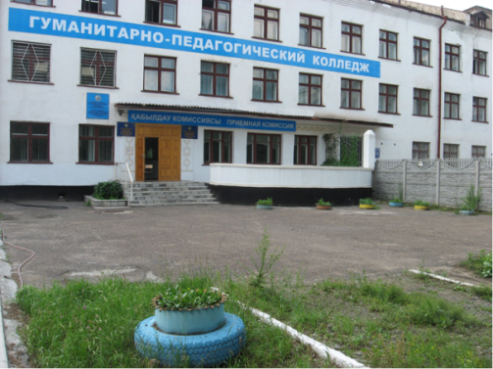 ГУМАНИТАРНО-ПЕДАГОГИЧЕСКИЙ КОЛЛЕДЖ
ҚАБЫЛДАУ КОМИССИЯСЫ ПРИЕМНАЯ КОМИССИЯ